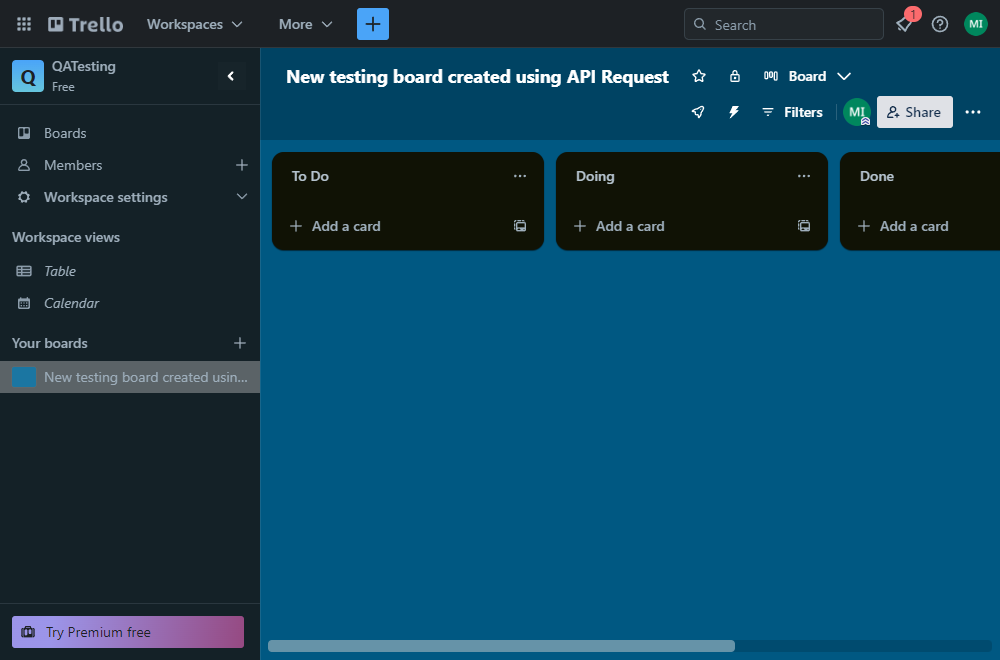 Trello Workspaces More + Search 1 MI
Q QATesting
Free
Boards
Members
Workspace settings
Workspace views
Table
Calendar
Your boards
New testing board created usin...
Try Premium free
New testing board created using API Request Board
Filters MI Share
To Do
Add a card
Doing
Add a card
Done
Add a card